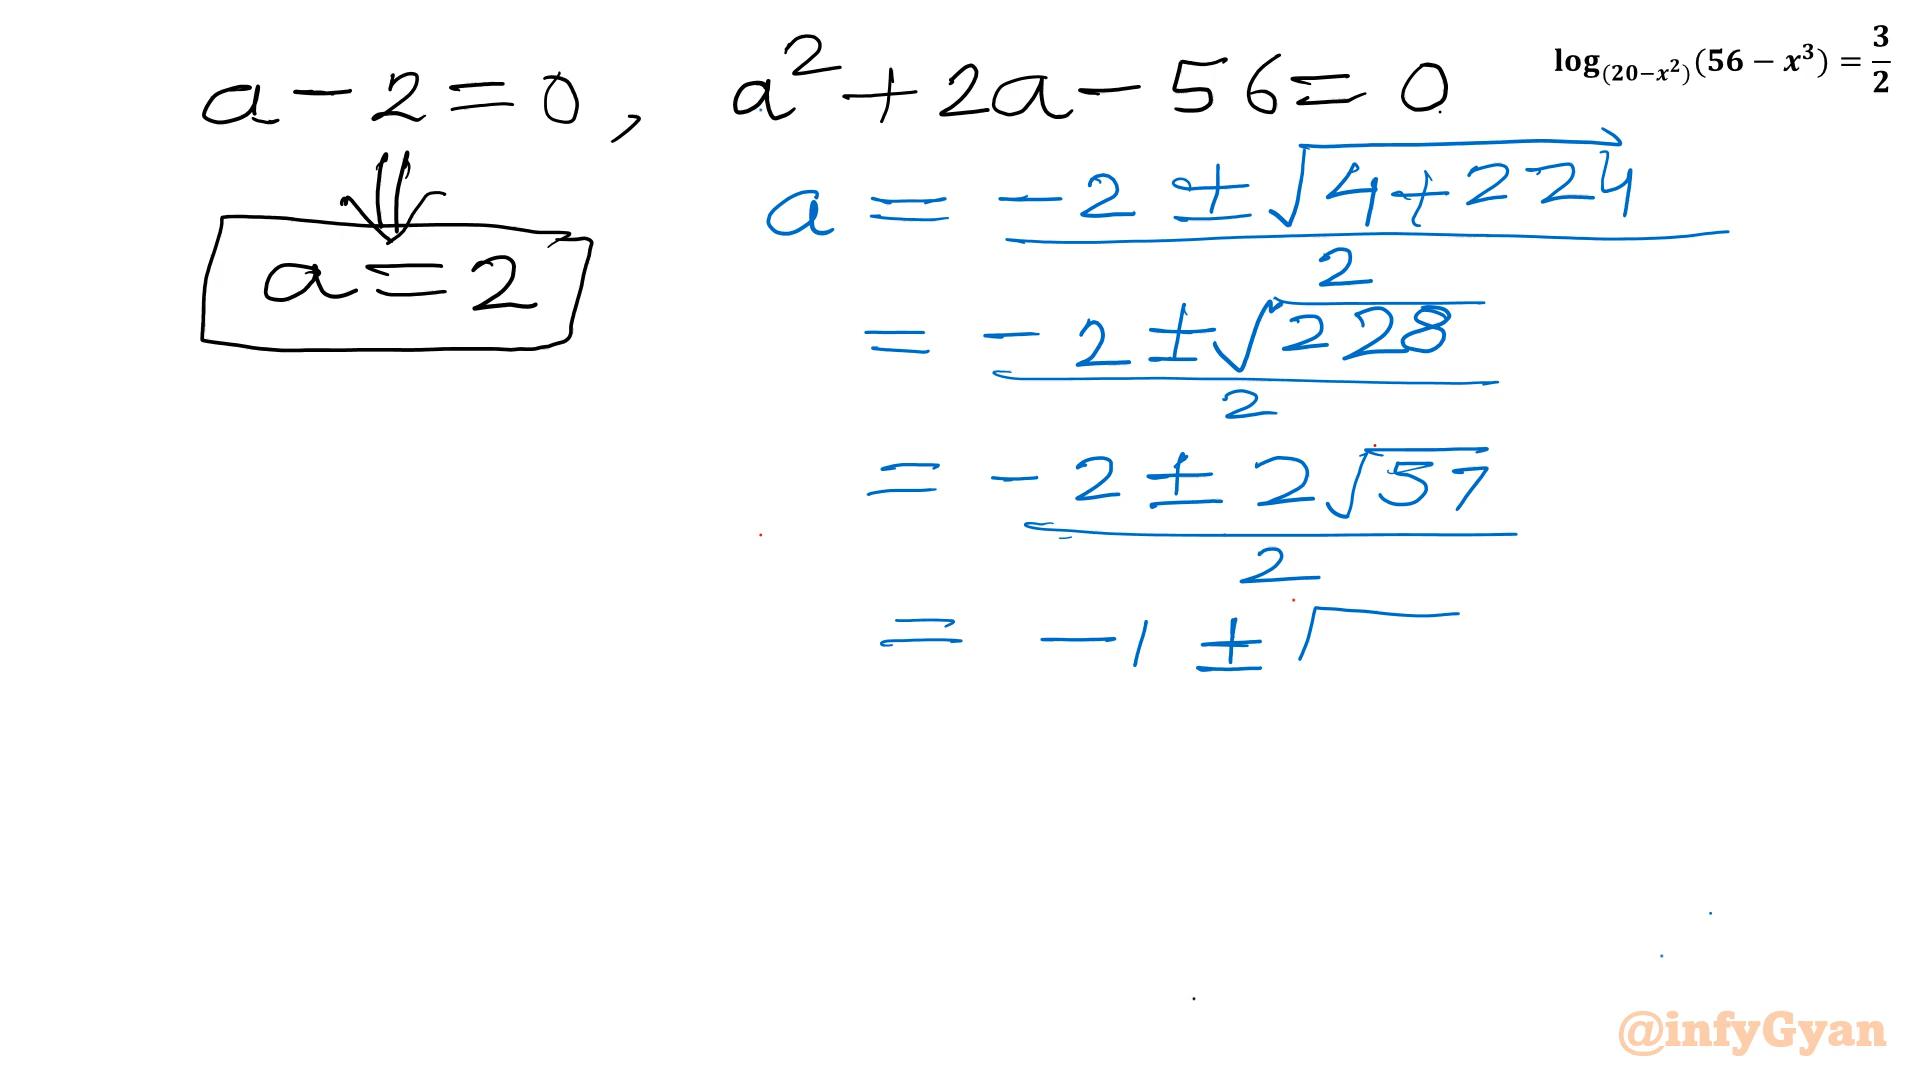 a - 2 = 0 , a² + 2a - 56 = 0
log₍₂₀₋ₓ²₎(56 − x³) = 3/2
a = (-2 ± √(4 + 224))/2
a = 2
= (-2 ± √228)/2
= (-2 ± 2√57)/2
= -1 ± √
@infyGyan